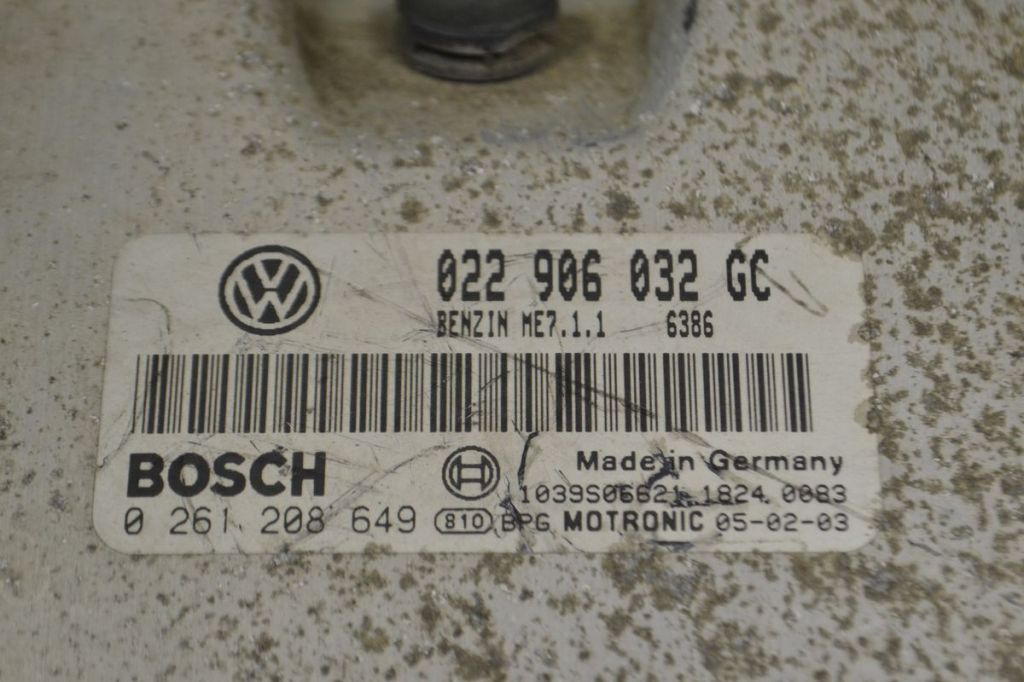 022 906 032 GC
BENZIN ME7.1.1 6386
BOSCH
Made in Germany
1039S06621 1824 0083
0 261 208 649 810 BPG MOTRONIC 05-02-03